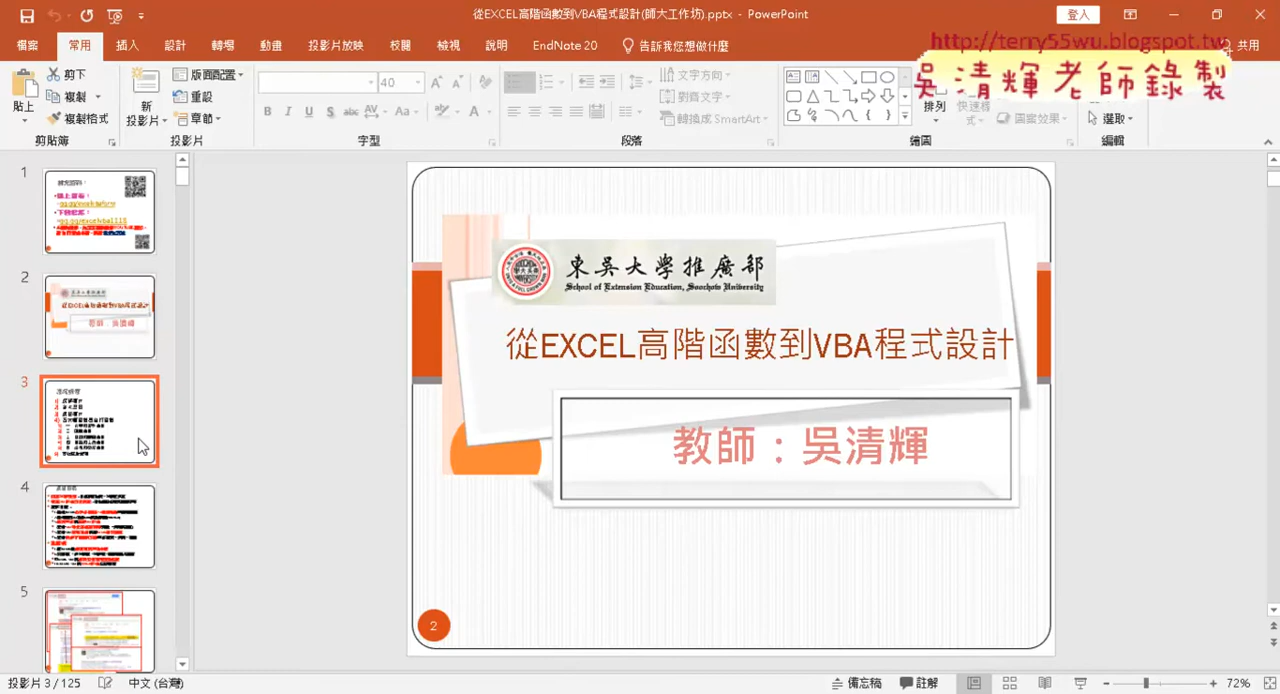 從EXCEL高階函數到VBA程式設計(師大工作坊).pptx - PowerPoint
登入
檔案 常用 插入 設計 轉場 動畫 投影片放映 校閱 檢視 說明 EndNote 20 告訴我您想做什麼 共用
http://terry55wu.blogspot.tw
吳清輝老師錄製
貼上
剪下
複製
複製格式
剪貼簿
新
投影片
版面配置
重設
章節
投影片
40
B I U S abc AV Aa A
字型
文字方向
對齊文字
轉換成 SmartArt
段落
排列
快速樣式
圖案效果
繪圖
選取
編輯
1
2
3
4
5
東吳大學推廣部
School of Extension Education, Soochow University
從EXCEL高階函數到VBA程式設計
教師：吳清輝
2
投影片 3 / 125
中文 (台灣)
備忘稿
註解
72%